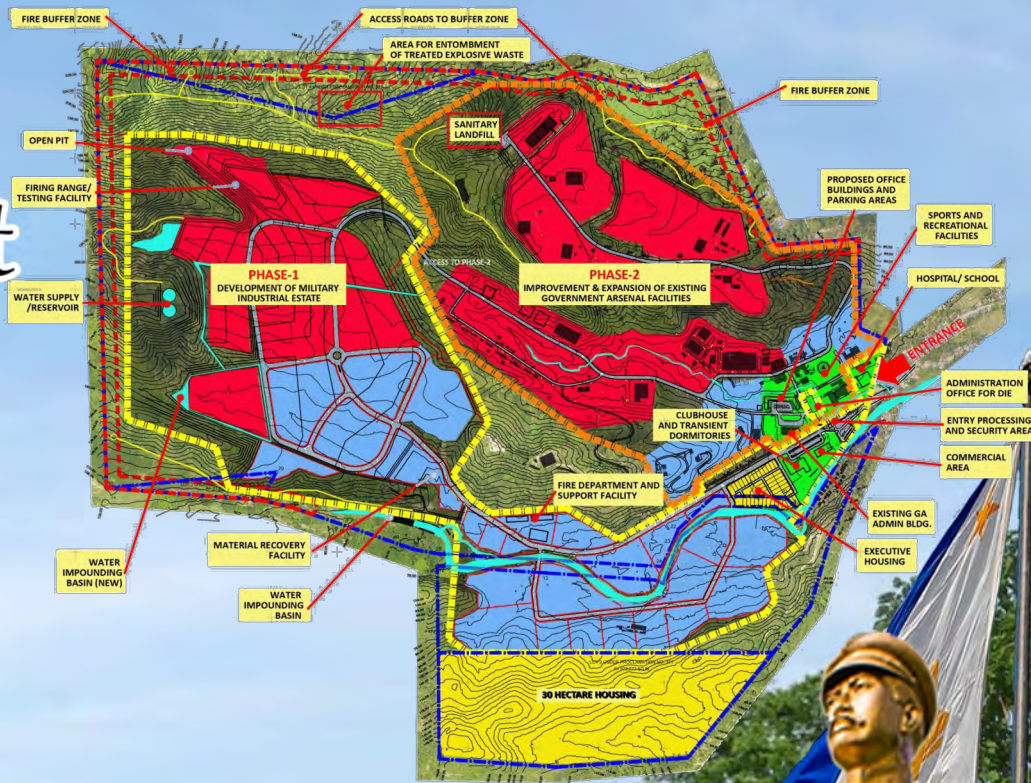 FIRE BUFFER ZONE
ACCESS ROADS TO BUFFER ZONE
AREA FOR ENTOMBMENT
OF TREATED EXPLOSIVE WASTE
FIRE BUFFER ZONE
SANITARY
LANDFILL
OPEN PIT
FIRING RANGE/
TESTING FACILITY
PROPOSED OFFICE
BUILDINGS AND
PARKING AREAS
SPORTS AND
RECREATIONAL
FACILITIES
t
ACCESS TO PHASE-2
PHASE-1
DEVELOPMENT OF MILITARY
INDUSTRIAL ESTATE
PHASE-2
IMPROVEMENT & EXPANSION OF EXISTING
GOVERNMENT ARSENAL FACILITIES
HOSPITAL/ SCHOOL
WATER SUPPLY
/RESERVOIR
ENTRANCE
ADMINISTRATION
OFFICE FOR DIE
CLUBHOUSE
AND TRANSIENT
DORMITORIES
ENTRY PROCESSING
AND SECURITY AREA
COMMERCIAL
AREA
FIRE DEPARTMENT AND
SUPPORT FACILITY
EXISTING GA
ADMIN BLDG.
MATERIAL RECOVERY
FACILITY
EXECUTIVE
HOUSING
WATER
IMPOUNDING
BASIN (NEW)
WATER
IMPOUNDING
BASIN
30 HECTARE HOUSING